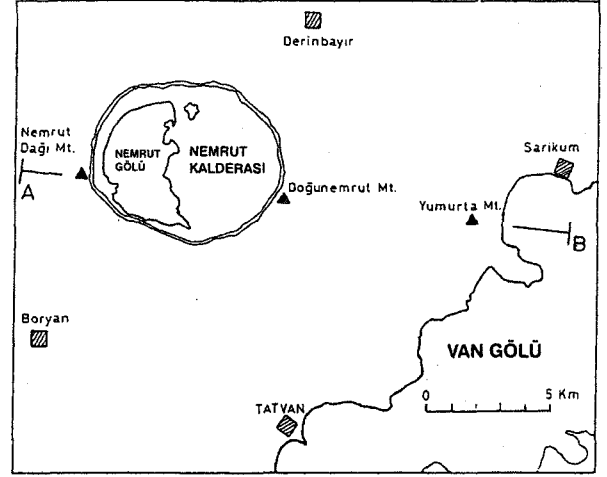 Derinbayır
Nemrut
Dağı Mt.
NEMRUT
GÖLÜ
NEMRUT
KALDERASI
Sarikum
A
Doğunemrut Mt.
Yumurta Mt.
B
Boryan
VAN GÖLÜ
0
5 Km
TATVAN